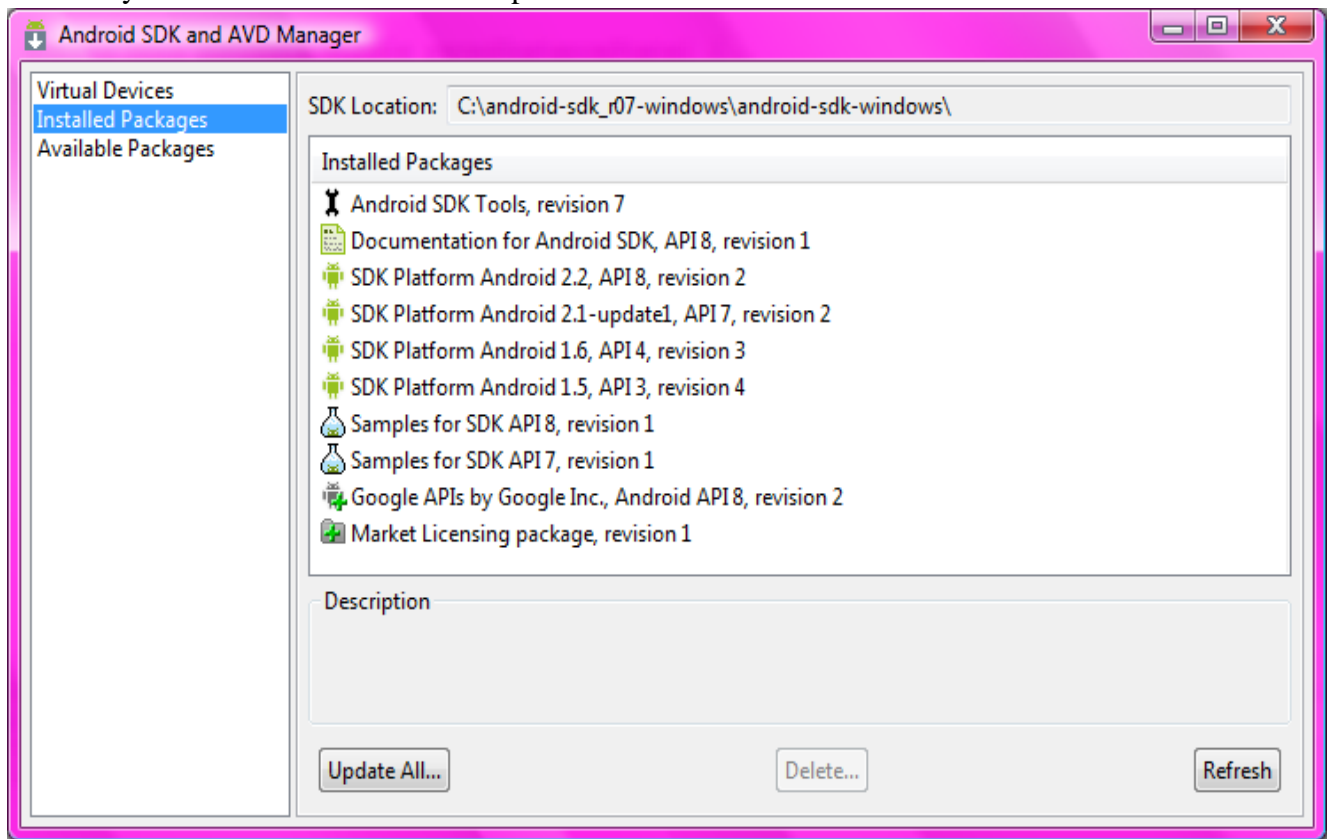 Android SDK and AVD Manager
Virtual Devices
Installed Packages
Available Packages
SDK Location: C:\android-sdk_r07-windows\android-sdk-windows\
Installed Packages
Android SDK Tools, revision 7
Documentation for Android SDK, API 8, revision 1
SDK Platform Android 2.2, API 8, revision 2
SDK Platform Android 2.1-update1, API 7, revision 2
SDK Platform Android 1.6, API 4, revision 3
SDK Platform Android 1.5, API 3, revision 4
Samples for SDK API 8, revision 1
Samples for SDK API 7, revision 1
Google APIs by Google Inc., Android API 8, revision 2
Market Licensing package, revision 1
Description
Update All...
Delete...
Refresh